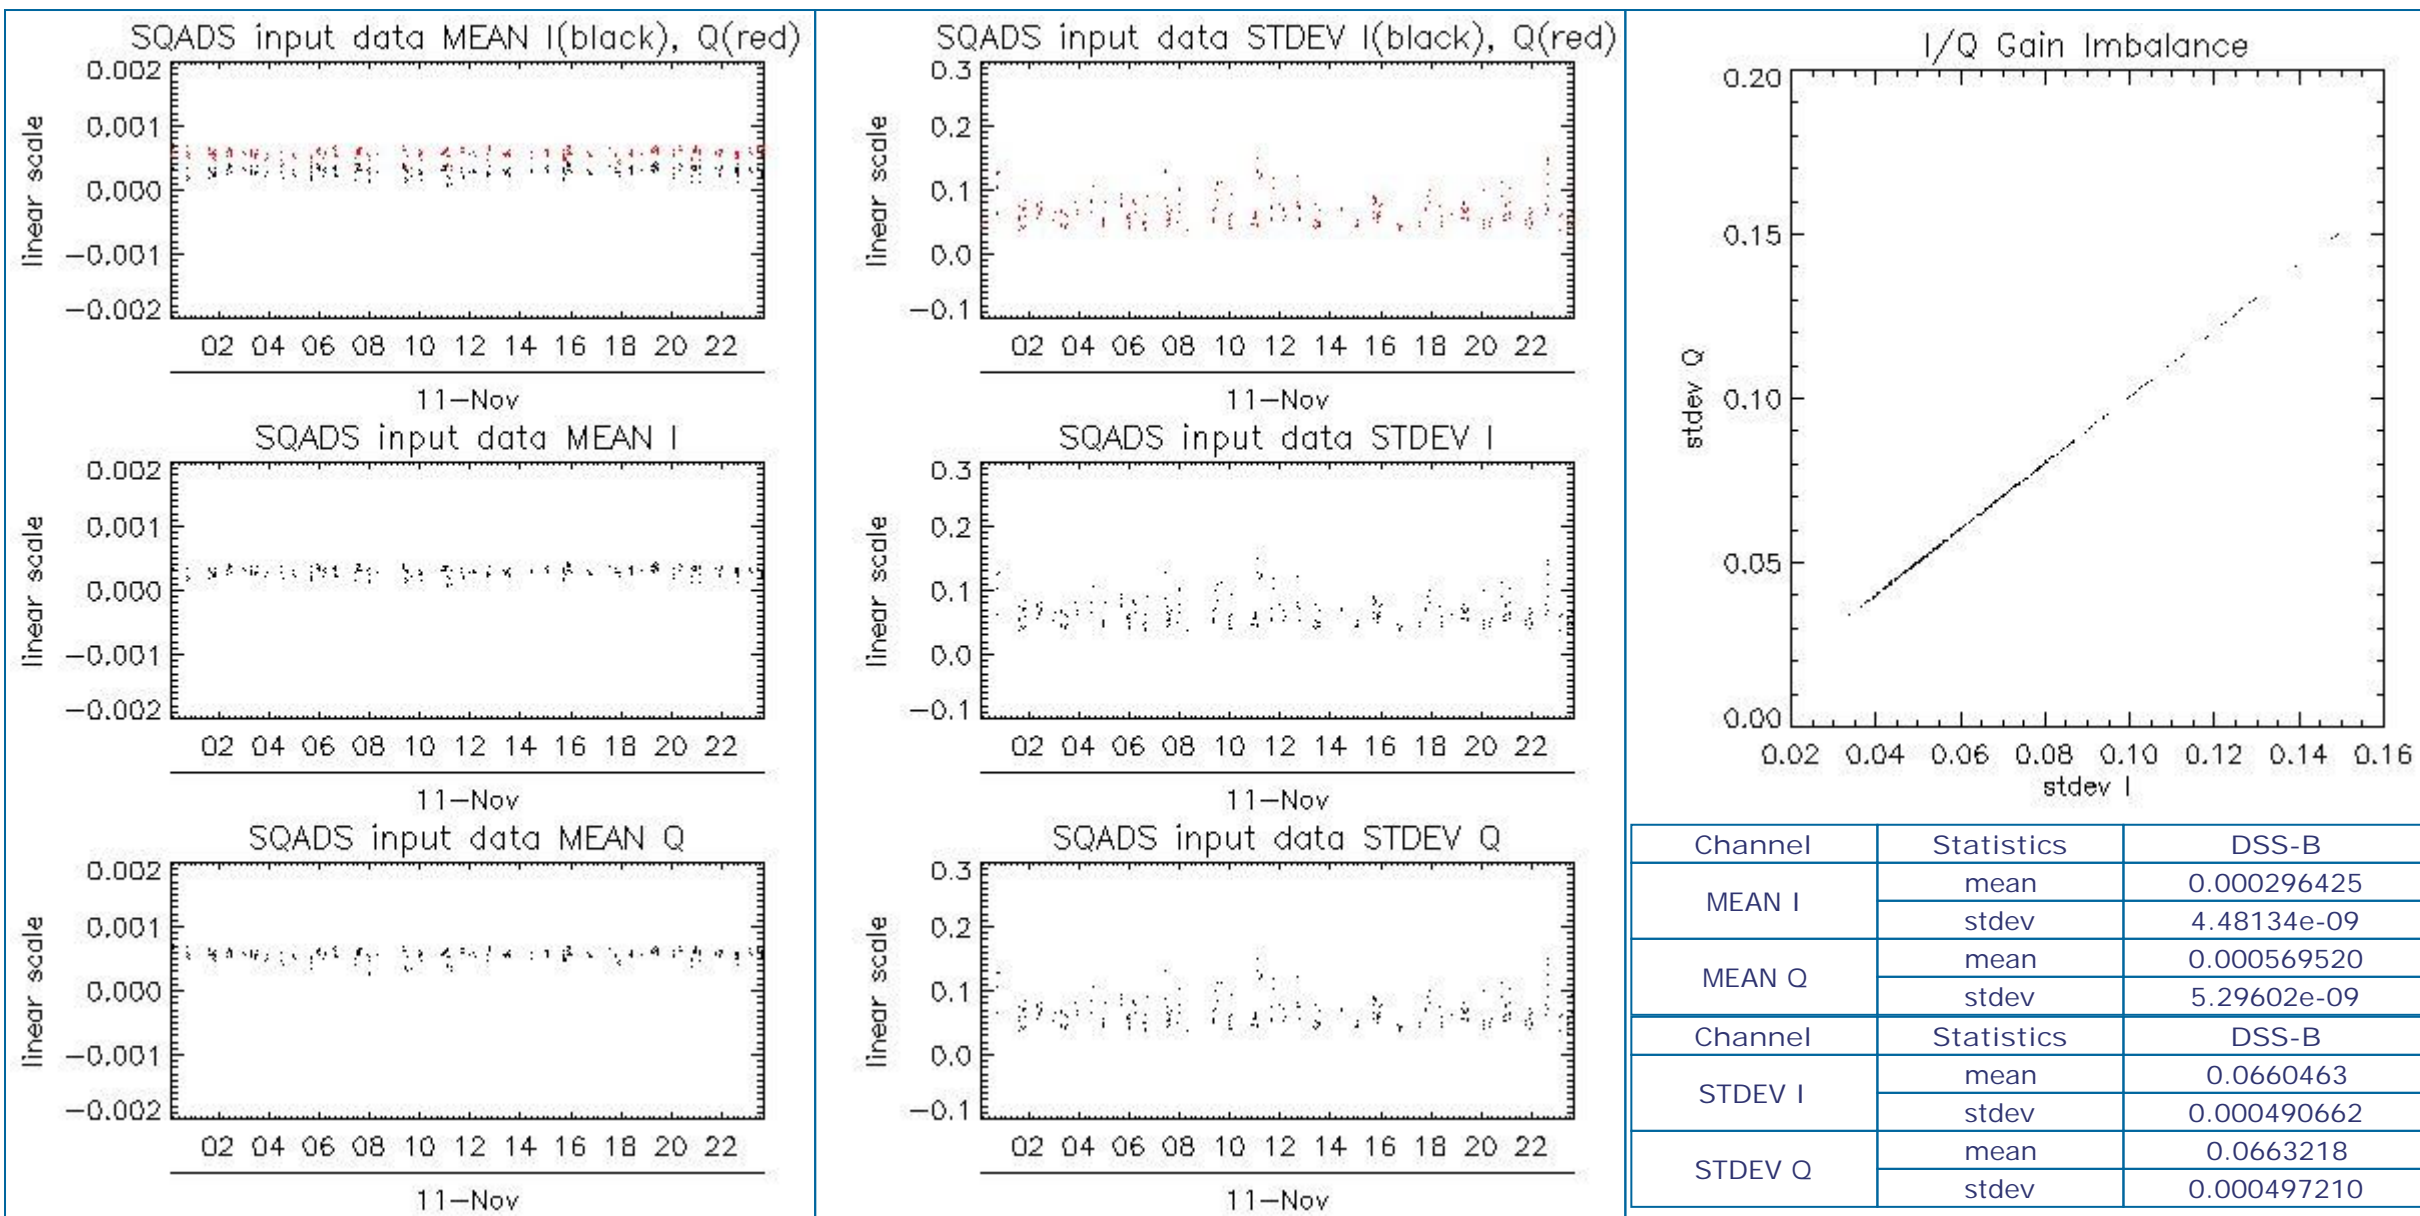 SQADS input data MEAN I(black), Q(red)
0.002
0.001
0.000
-0.001
-0.002
linear scale
02 04 06 08 10 12 14 16 18 20 22
11-Nov
SQADS input data MEAN I
0.002
0.001
0.000
-0.001
-0.002
linear scale
02 04 06 08 10 12 14 16 18 20 22
11-Nov
SQADS input data MEAN Q
0.002
0.001
0.000
-0.001
-0.002
linear scale
02 04 06 08 10 12 14 16 18 20 22
11-Nov
SQADS input data STDEV I(black), Q(red)
0.3
0.2
0.1
0.0
-0.1
linear scale
02 04 06 08 10 12 14 16 18 20 22
11-Nov
SQADS input data STDEV I
0.3
0.2
0.1
0.0
-0.1
linear scale
02 04 06 08 10 12 14 16 18 20 22
11-Nov
SQADS input data STDEV Q
0.3
0.2
0.1
0.0
-0.1
linear scale
02 04 06 08 10 12 14 16 18 20 22
11-Nov
I/Q Gain Imbalance
0.20
0.15
0.10
0.05
0.00
stdev Q
0.02 0.04 0.06 0.08 0.10 0.12 0.14 0.16
stdev I
Channel Statistics DSS-B
MEAN I mean 0.000296425
stdev 4.48134e-09
MEAN Q mean 0.000569520
stdev 5.29602e-09
Channel Statistics DSS-B
STDEV I mean 0.0660463
stdev 0.000490662
STDEV Q mean 0.0663218
stdev 0.000497210